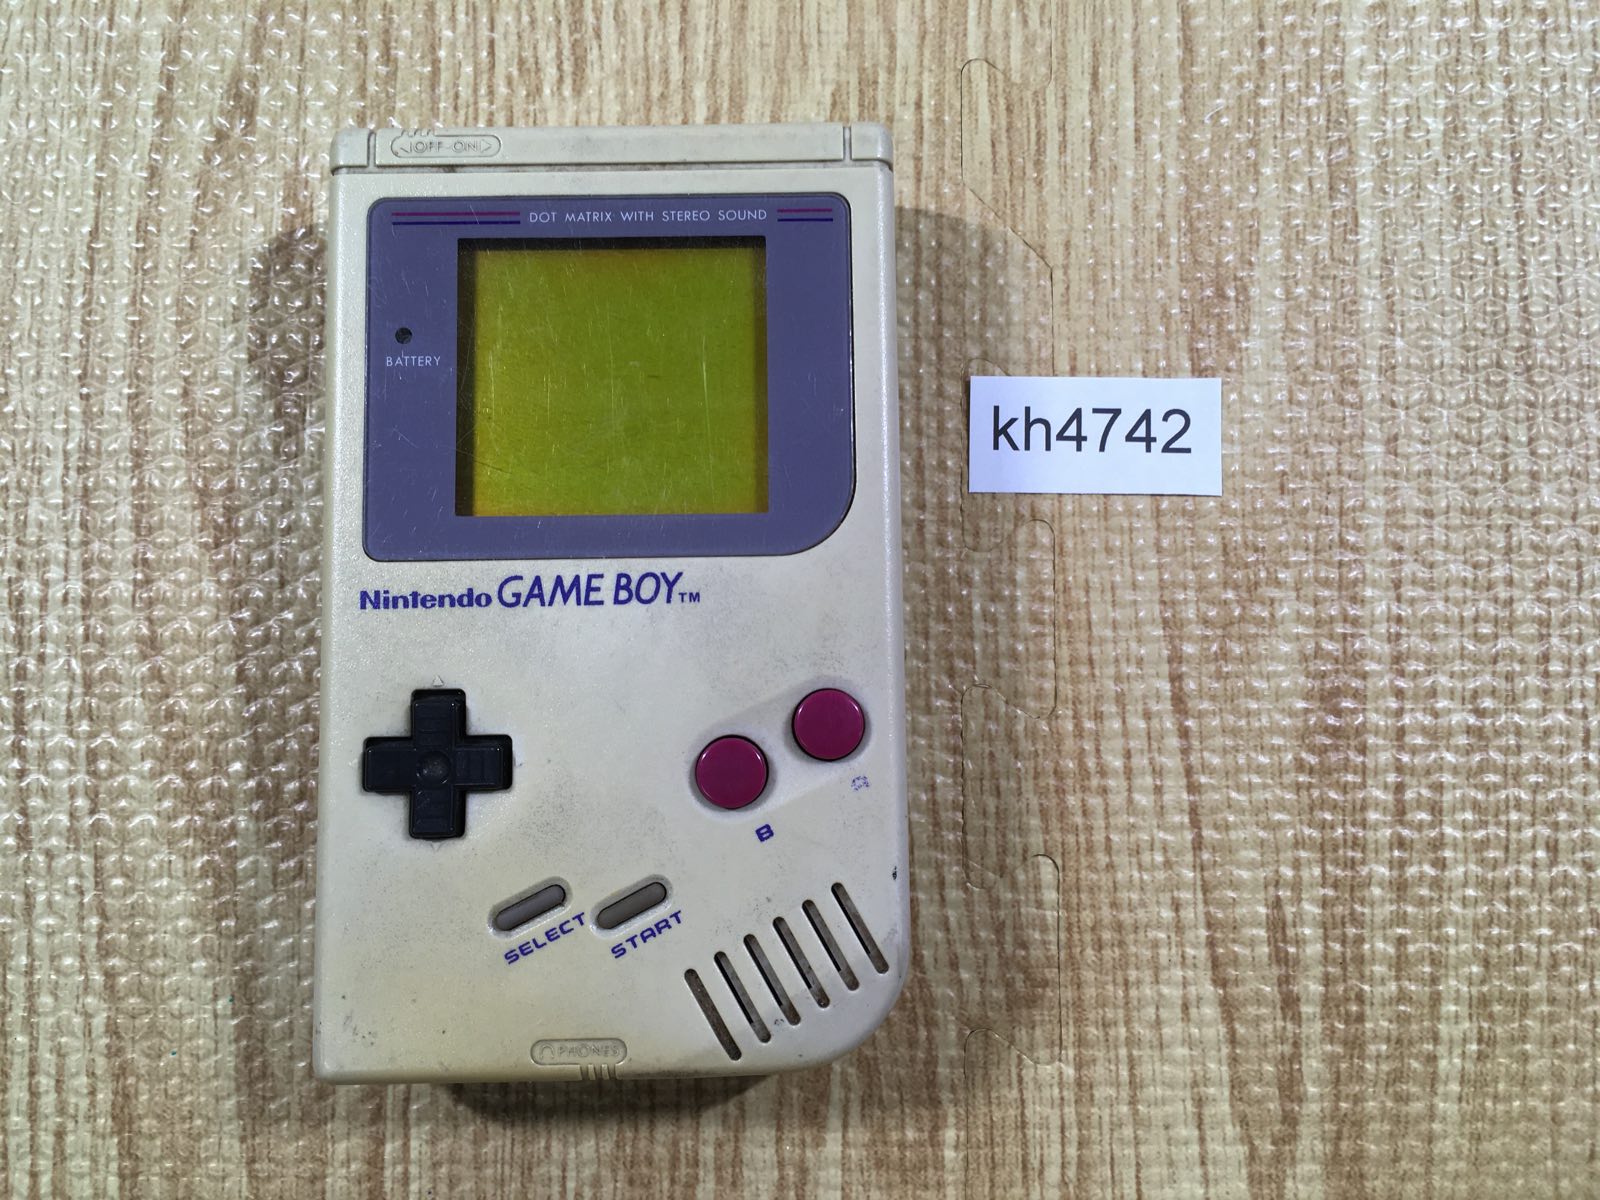 OFF-ON
DOT MATRIX WITH STEREO SOUND
BATTERY
kh4742
Nintendo GAME BOY™
B
SELECT
START
PHONES